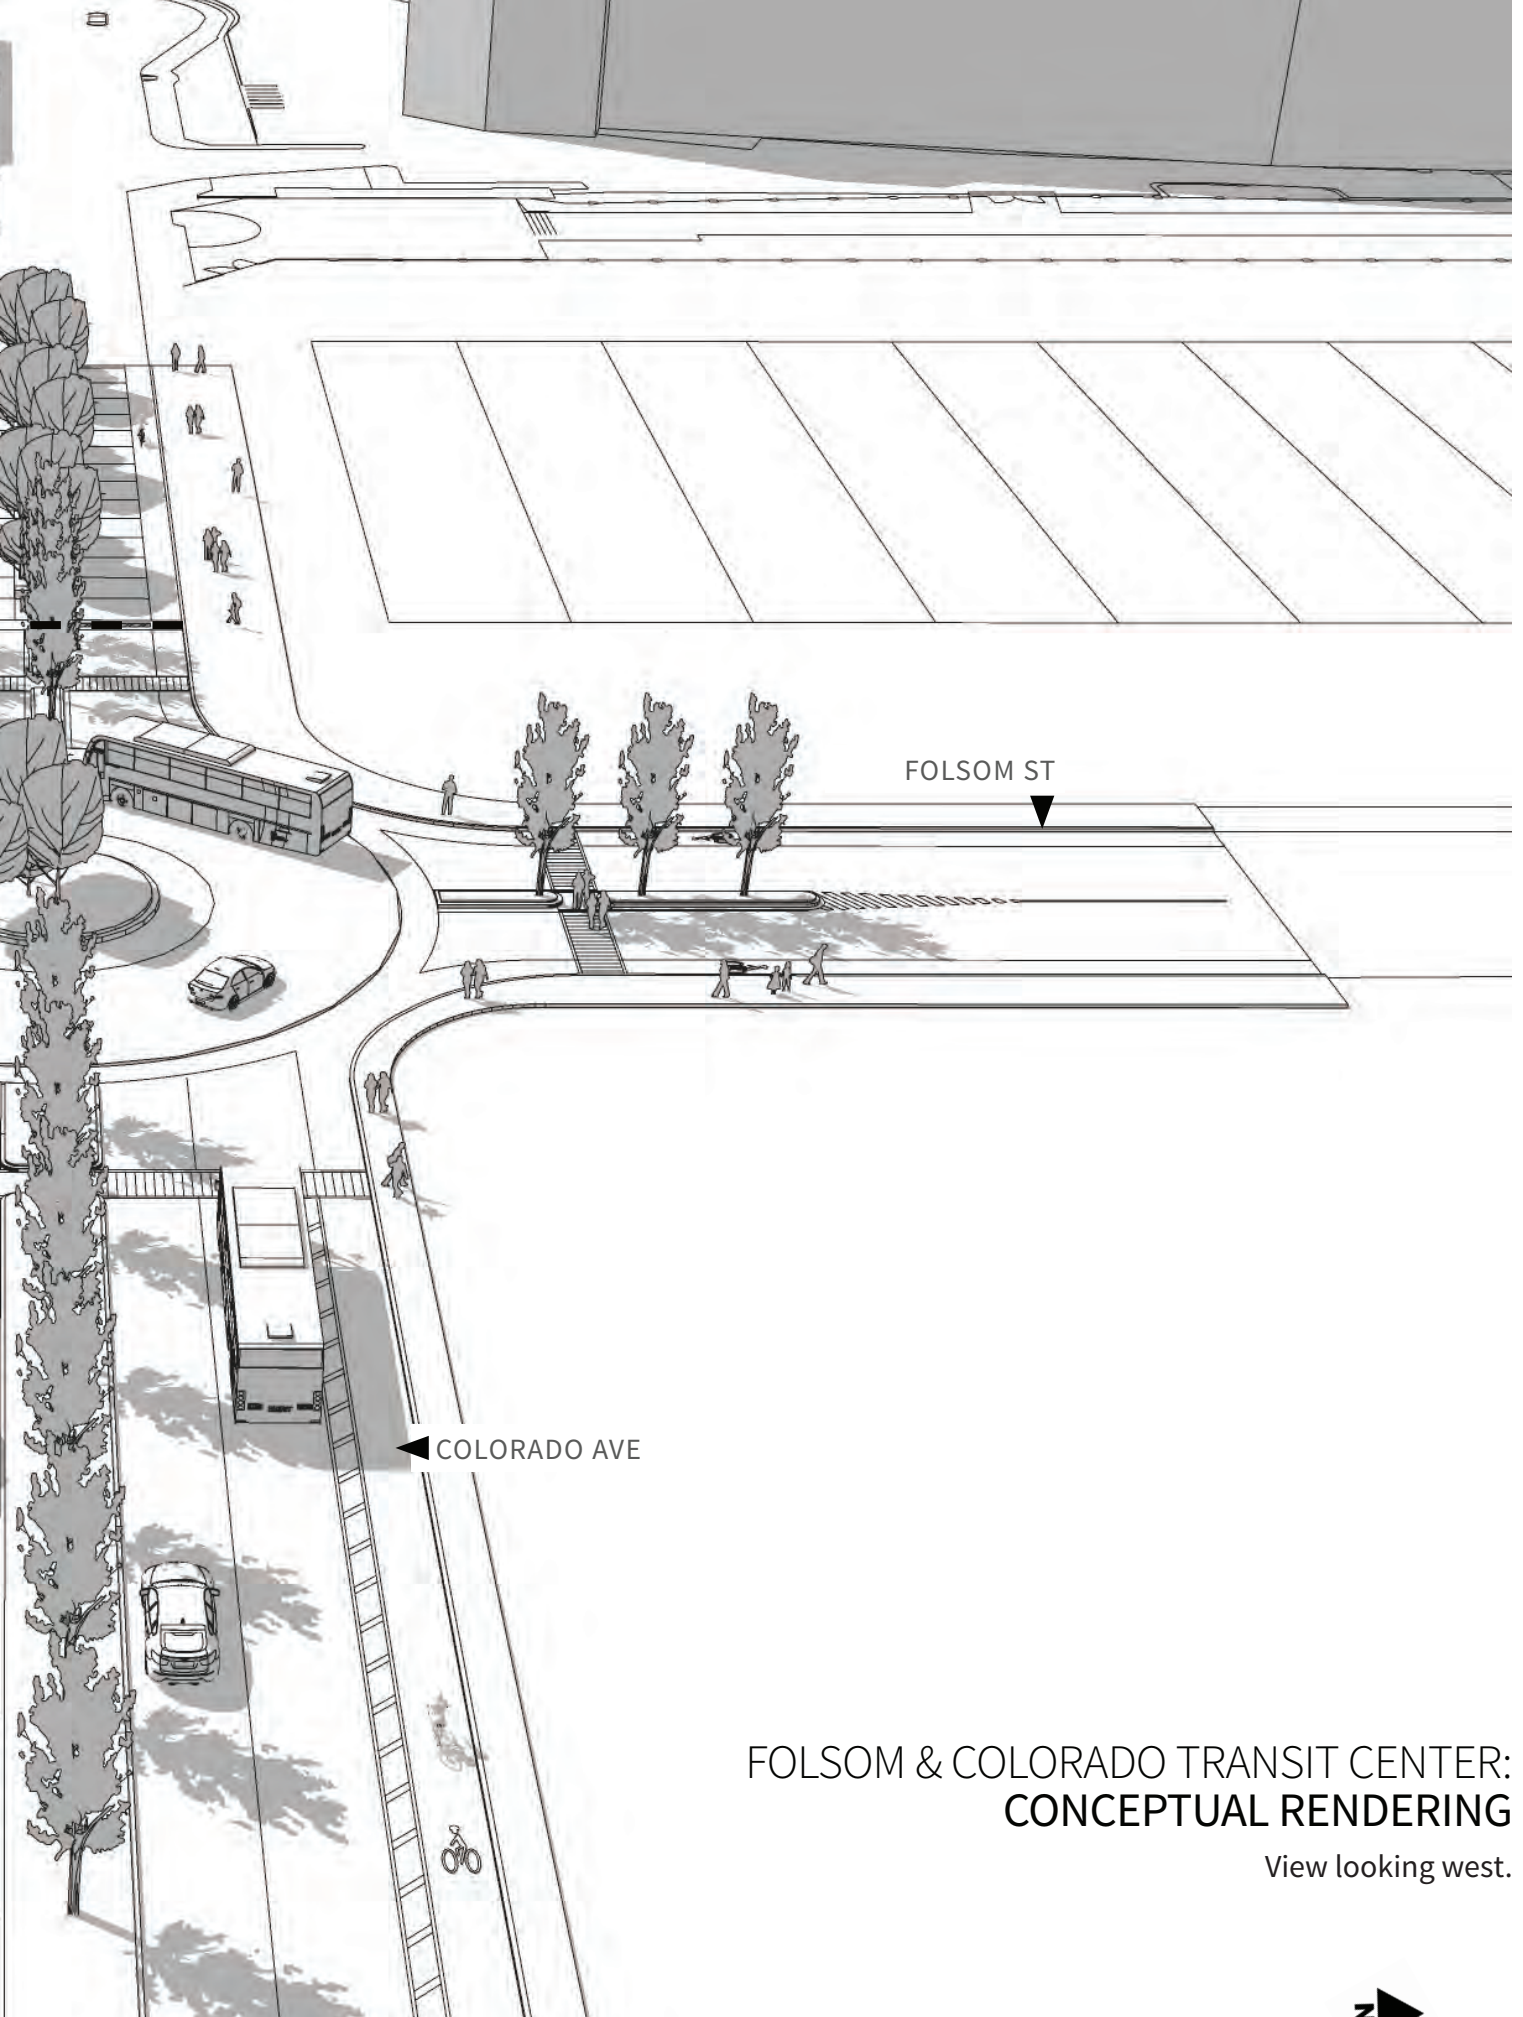 FOLSOM ST
COLORADO AVE
FOLSOM & COLORADO TRANSIT CENTER:
CONCEPTUAL RENDERING
View looking west.
N